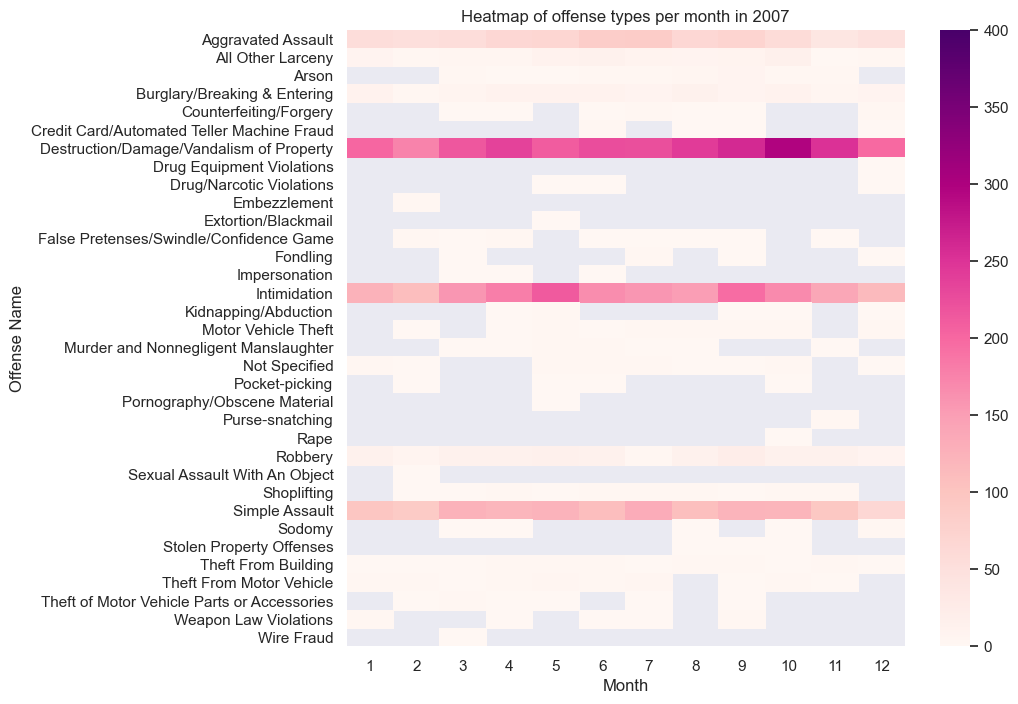 Heatmap of offense types per month in 2007
Offense Name
Aggravated Assault
All Other Larceny
Arson
Burglary/Breaking & Entering
Counterfeiting/Forgery
Credit Card/Automated Teller Machine Fraud
Destruction/Damage/Vandalism of Property
Drug Equipment Violations
Drug/Narcotic Violations
Embezzlement
Extortion/Blackmail
False Pretenses/Swindle/Confidence Game
Fondling
Impersonation
Intimidation
Kidnapping/Abduction
Motor Vehicle Theft
Murder and Nonnegligent Manslaughter
Not Specified
Pocket-picking
Pornography/Obscene Material
Purse-snatching
Rape
Robbery
Sexual Assault With An Object
Shoplifting
Simple Assault
Sodomy
Stolen Property Offenses
Theft From Building
Theft From Motor Vehicle
Theft of Motor Vehicle Parts or Accessories
Weapon Law Violations
Wire Fraud
1 2 3 4 5 6 7 8 9 10 11 12
Month
400
350
300
250
200
150
100
50
0